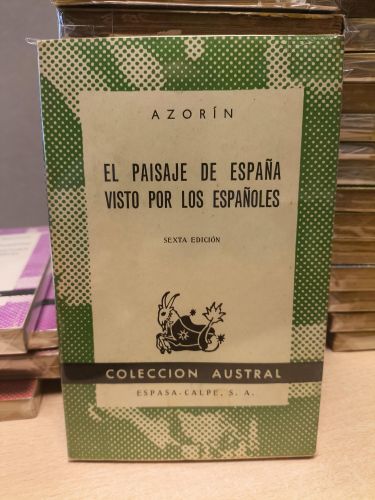 AZORÍN
EL PAISAJE DE ESPAÑA
VISTO POR LOS ESPAÑOLES
SEXTA EDICIÓN
COLECCION AUSTRAL
ESPASA-CALPE, S. A.